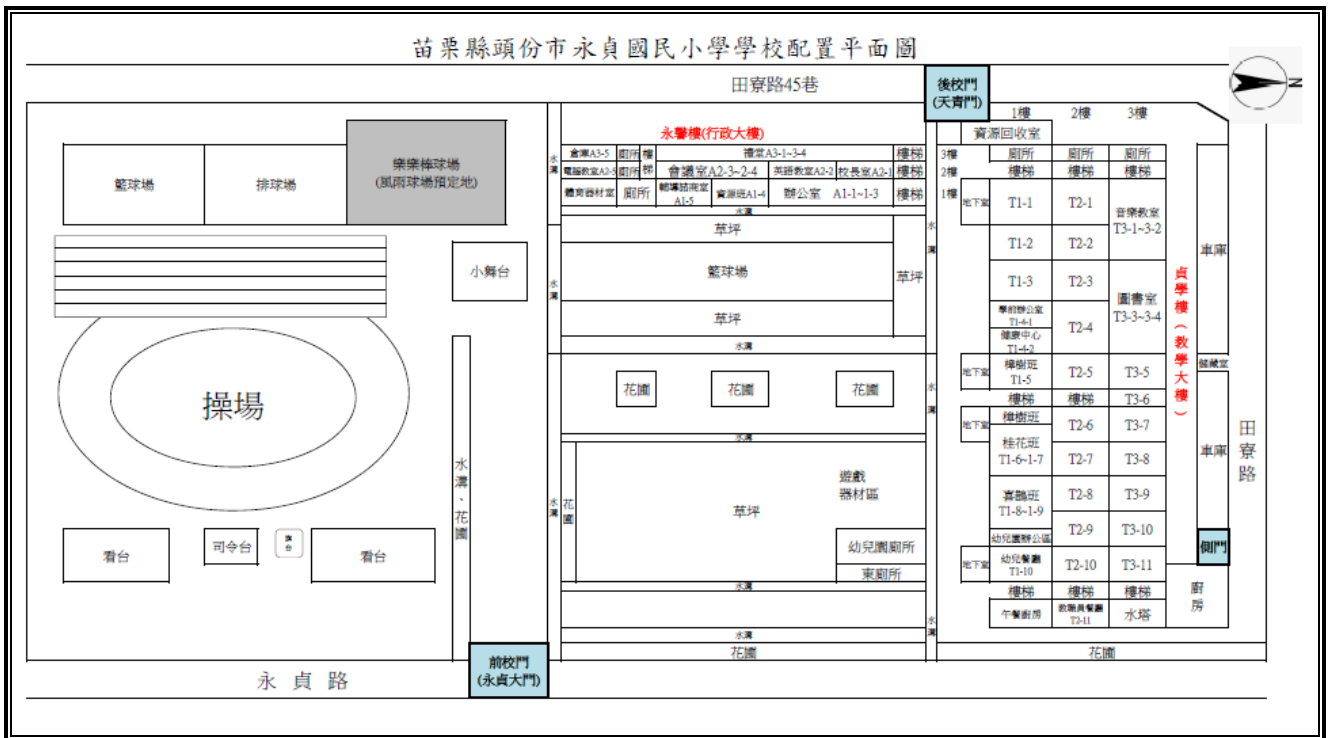 苗栗縣頭份市永貞國民小學學校配置平面圖
田寮路45巷
後校門
(天青門)
N
籃球場
排球場
樂樂棒球場
(風雨球場預定地)
小舞台
操場
看台
司令台
旗台
看台
水溝、花圃
永貞路
前校門
(永貞大門)
水溝
水溝
水溝
永馨樓(行政大樓)
倉庫A3-5
廁所
樓梯
禮堂A3-1~3-4
樓梯
3樓
電腦教室A2-5
廁所
會議室A2-3~2-4
英語教室A2-2
校長室A2-1
樓梯
2樓
體育器材室
廁所
輔導諮商室
A1-5
資源班A1-4
辦公室 A1-1~1-3
樓梯
1樓
水溝
草坪
籃球場
草坪
草坪
水溝
花圃
花圃
花圃
水溝
花圃
草坪
遊戲
器材區
幼兒園廁所
東廁所
水溝
水溝
花圃
水溝
水溝
水溝
1樓
2樓
3樓
資源回收室
廁所
廁所
廁所
樓梯
樓梯
樓梯
地下室
T1-1
T2-1
音樂教室
T3-1~3-2
T1-2
T2-2
T1-3
T2-3
圖書室
T3-3~3-4
學前辦公室
T1-4-1
健康中心
T1-4-2
T2-4
地下室
樟樹班
T1-5
T2-5
T3-5
樓梯
樓梯
T3-6
地下室
樟樹班
T2-6
T3-7
桂花班
T1-6~1-7
T2-7
T3-8
喜鵲班
T1-8~1-9
T2-8
T3-9
幼兒園辦公區
T2-9
T3-10
地下室
幼兒餐廳
T1-10
T2-10
T3-11
樓梯
樓梯
樓梯
午餐廚房
教職員餐廳
T2-11
水塔
貞學樓(教學大樓)
車庫
儲藏室
車庫
側門
廚房
田寮路
花圃